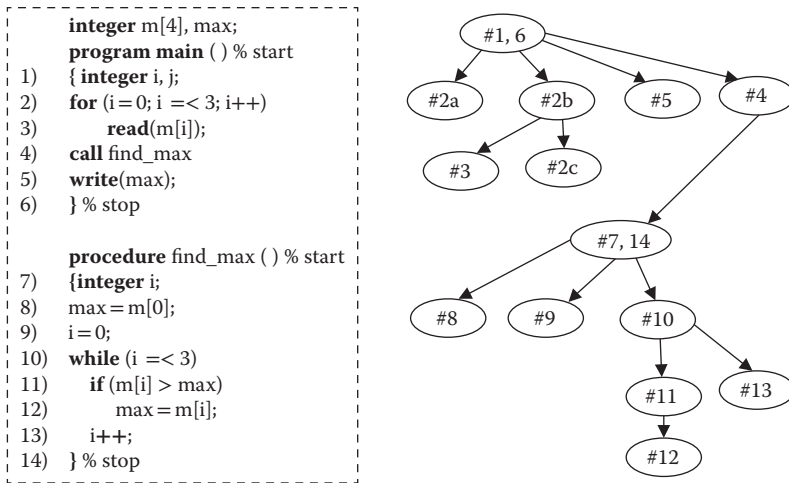 integer m[4], max;
program main ( ) % start
1) { integer i, j;
2) for (i=0; i =< 3; i++)
3) read(m[i]);
4) call find_max
5) write(max);
6) } % stop
procedure find_max ( ) % start
7) {integer i;
8) max = m[0];
9) i=0;
10) while (i =< 3)
11) if (m[i] > max)
12) max = m[i];
13) i++;
14) } % stop
#1, 6
#2a
#2b
#5
#4
#3
#2c
#7, 14
#8
#9
#10
#11
#13
#12